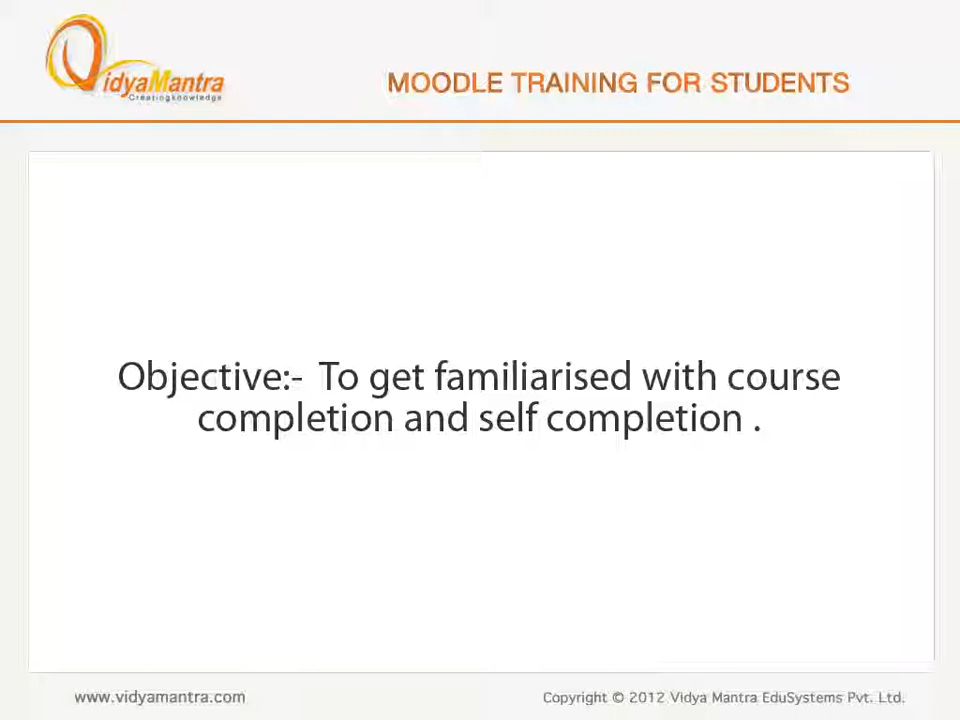 VidyaMantra
Creatingknowledge
MOODLE TRAINING FOR STUDENTS
Objective:- To get familiarised with course
completion and self completion .
www.vidyamantra.com
Copyright © 2012 Vidya Mantra EduSystems Pvt. Ltd.